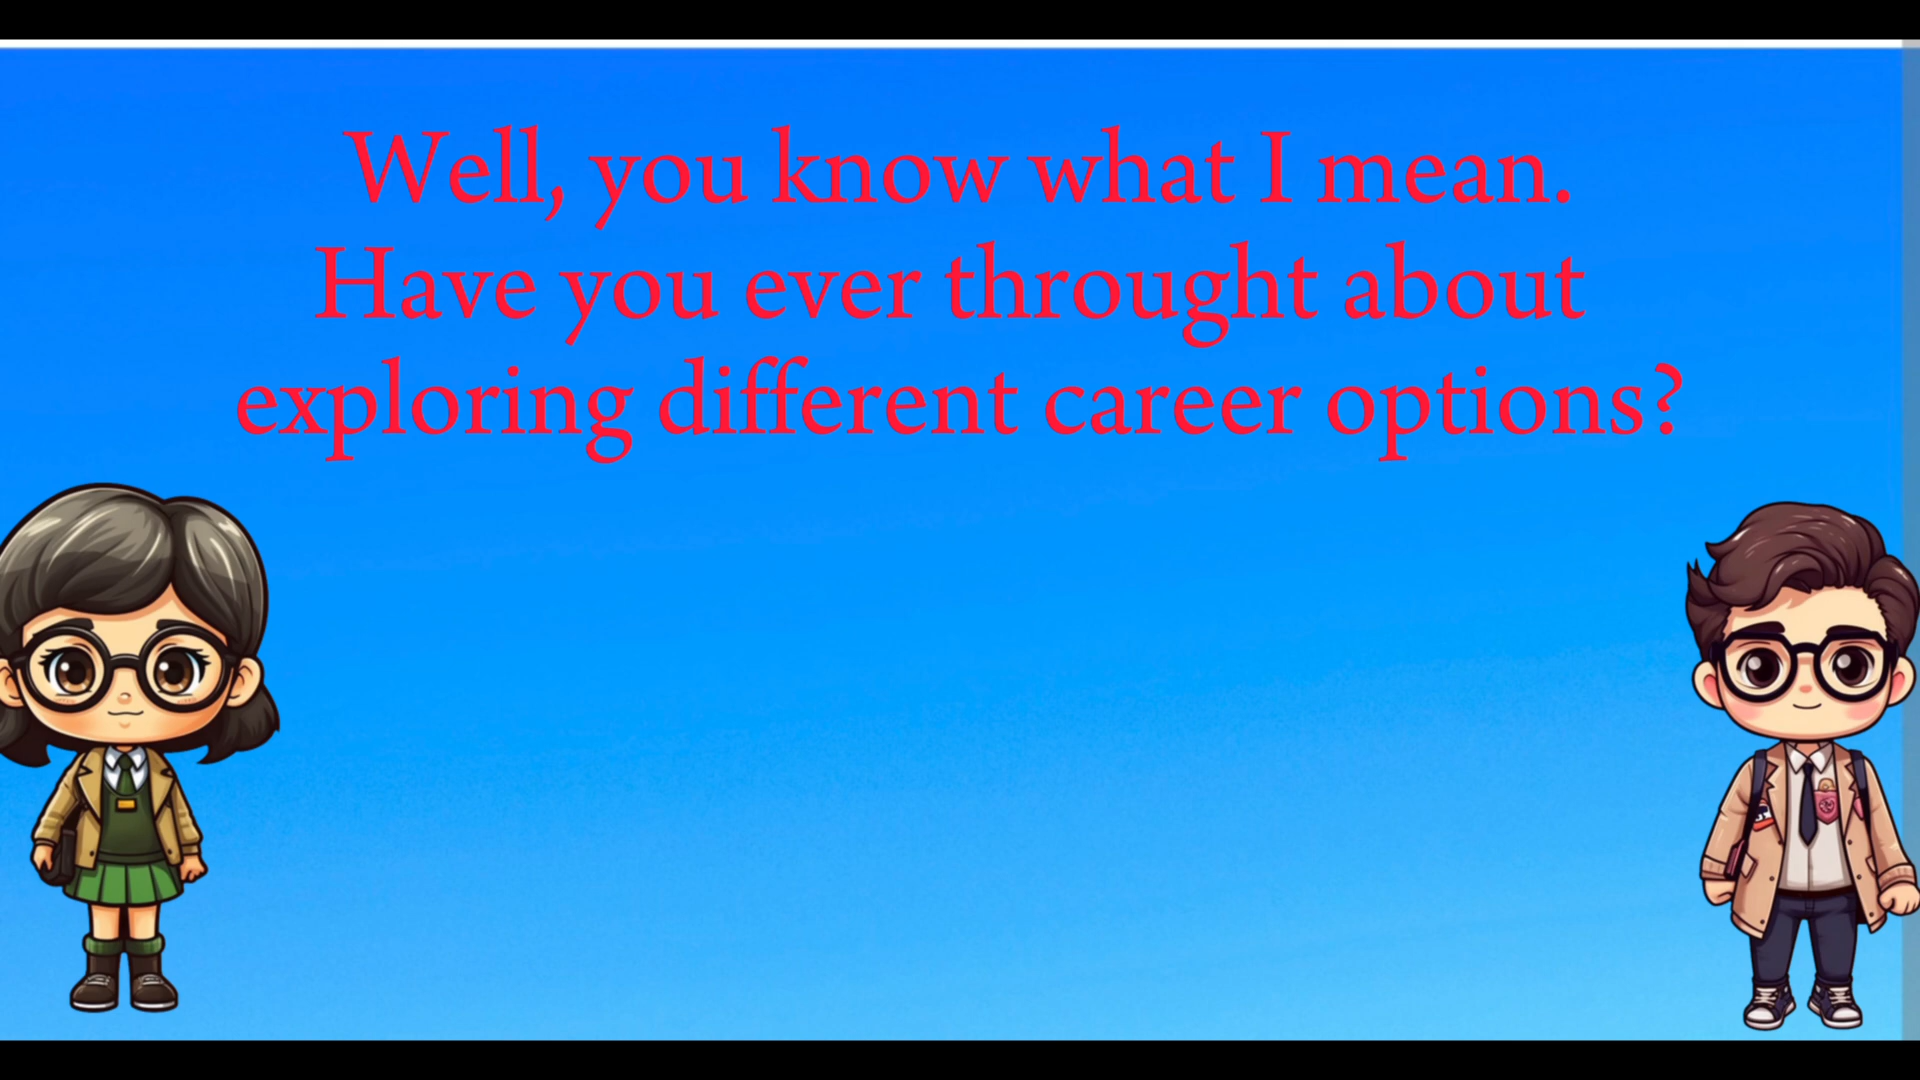 Well, you know what I mean.
Have you ever throught about
exploring different career options?